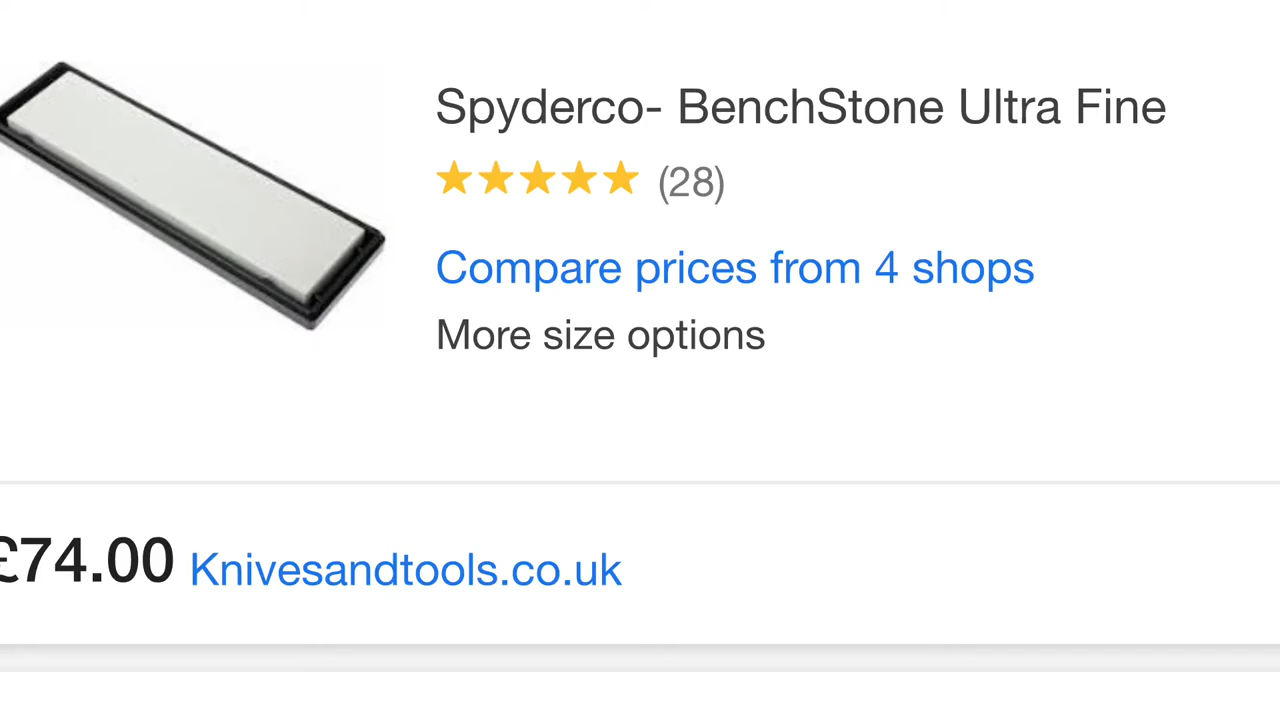 Spyderco- BenchStone Ultra Fine
(28)
Compare prices from 4 shops
More size options
£74.00 Knivesandtools.co.uk